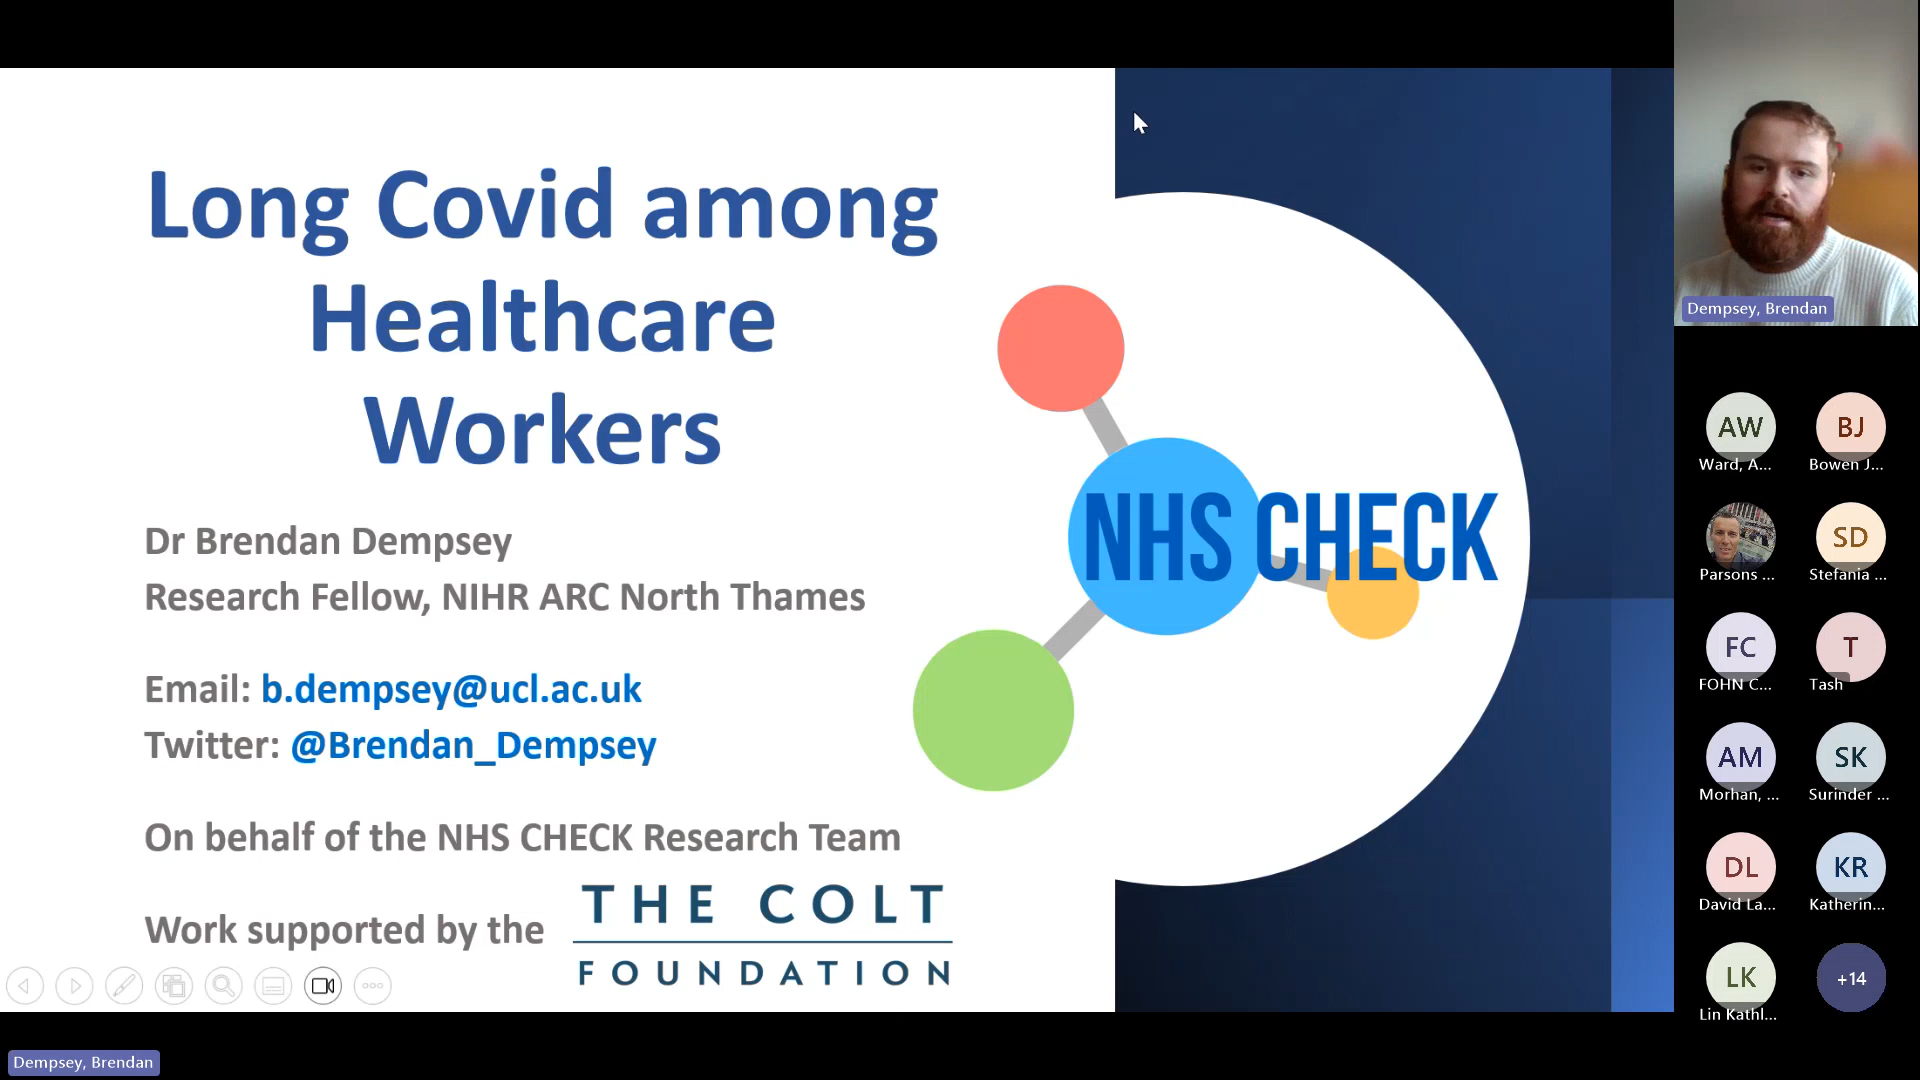 Long Covid among
Healthcare
Workers
Dr Brendan Dempsey
Research Fellow, NIHR ARC North Thames
Email: b.dempsey@ucl.ac.uk
Twitter: @Brendan_Dempsey
On behalf of the NHS CHECK Research Team
Work supported by the
THE COLT
FOUNDATION
NHS CHECK
Dempsey, Brendan
AW
Ward, A...
BJ
Bowen J...
Parsons ...
SD
Stefania ...
FC
FOHN C...
T
Tash
AM
Morhan, ...
SK
Surinder ...
DL
David La...
KR
Katherin...
LK
Lin Kathl...
+14
Dempsey, Brendan